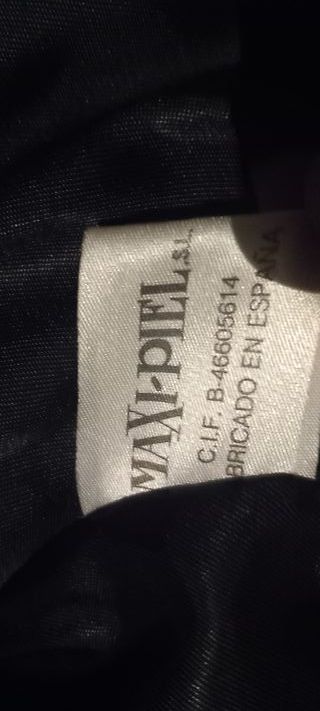 MAXI-PIEL S.L.
C.I.F. B-46605614
BRICADO EN ESPAÑA